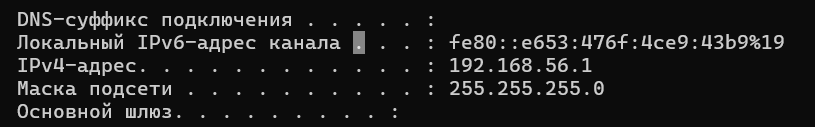 DNS-суффикс подключения . . . . . :
Локальный IPv6-адрес канала . . . : fe80::e653:476f:4ce9:43b9%19
IPv4-адрес. . . . . . . . . . . . : 192.168.56.1
Маска подсети . . . . . . . . . . : 255.255.255.0
Основной шлюз. . . . . . . . . :